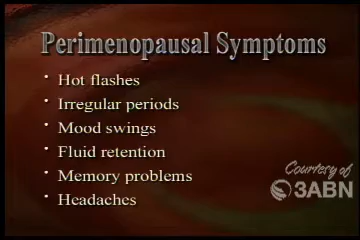 Perimenopausal Symptoms
• Hot flashes
• Irregular periods
• Mood swings
• Fluid retention
• Memory problems
• Headaches
Courtesy of
3ABN